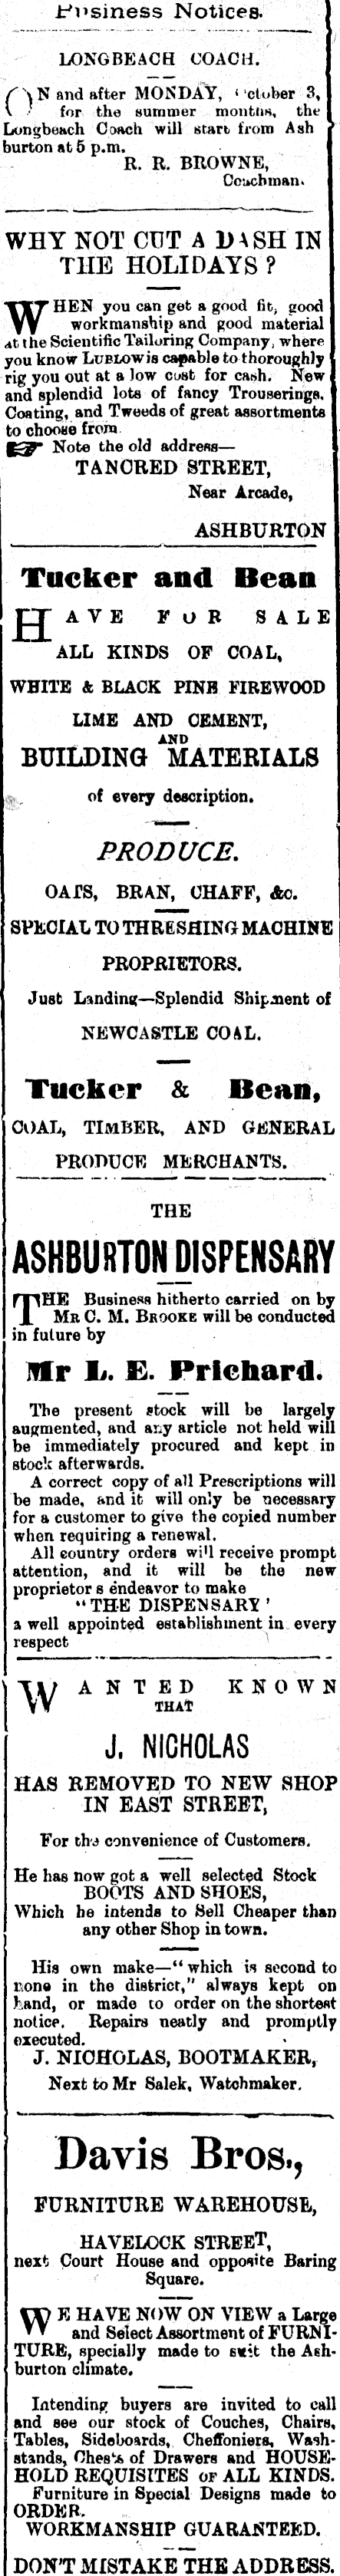 Business Notices.
LONGBEACH COACH.
ON and after MONDAY, October 3,
for the summer months, the
Longbeach Coach will start from Ash
burton at 5 p.m.
R. R. BROWNE,
Coachman.
WHY NOT CUT A DASH IN
THE HOLIDAYS ?
WHEN you can get a good fit, good
workmanship and good material
at the Scientific Tailoring Company, where
you know LUBLOW is capable to thoroughly
rig you out at a low cost for cash. New
and splendid lots of fancy Trouserings,
Coating, and Tweeds of great assortments
to choose from.
☞ Note the old address—
TANCRED STREET,
Near Arcade,
ASHBURTON
Tucker and Bean
HAVE FOR SALE
ALL KINDS OF COAL,
WHITE & BLACK PINE FIREWOOD
LIME AND CEMENT,
AND
BUILDING MATERIALS
of every description.
PRODUCE.
OATS, BRAN, CHAFF, &c.
SPECIAL TO THRESHING MACHINE
PROPRIETORS.
Just Landing—Splendid Shipment of
NEWCASTLE COAL.
Tucker & Bean,
COAL, TIMBER, AND GENERAL
PRODUCE MERCHANTS.
THE
ASHBURTON DISPENSARY
THE Business hitherto carried on by
MR C. M. BROOKE will be conducted
in future by
Mr L. E. Prichard.
The present stock will be largely
augmented, and any article not held will
be immediately procured and kept in
stock afterwards.
A correct copy of all Prescriptions will
be made, and it will only be necessary
for a customer to give the copied number
when requiring a renewal.
All country orders will receive prompt
attention, and it will be the new
proprietor s endeavor to make
"THE DISPENSARY'
a well appointed establishment in every
respect
WANTED KNOWN
THAT
J. NICHOLAS
HAS REMOVED TO NEW SHOP
IN EAST STREET,
For the convenience of Customers.
He has now got a well selected Stock
BOOTS AND SHOES,
Which he intends to Sell Cheaper than
any other Shop in town.
His own make—"which is second to
none in the district," always kept on
hand, or made to order on the shortest
notice. Repairs neatly and promptly
executed.
J. NICHOLAS, BOOTMAKER,
Next to Mr Salek, Watchmaker.
Davis Bros.,
FURNITURE WAREHOUSE,
HAVELOCK STREET,
next Court House and opposite Baring
Square.
WE HAVE NOW ON VIEW a Large
and Select Assortment of FURNI-
TURE, specially made to suit the Ash-
burton climate.
Intending buyers are invited to call
and see our stock of Couches, Chairs,
Tables, Sideboards, Cheffoniers, Wash-
stands, Chests of Drawers and HOUSE-
HOLD REQUISITES OF ALL KINDS.
Furniture in Special Designs made to
ORDER.
WORKMANSHIP GUARANTEED.
DON'T MISTAKE THE ADDRESS.